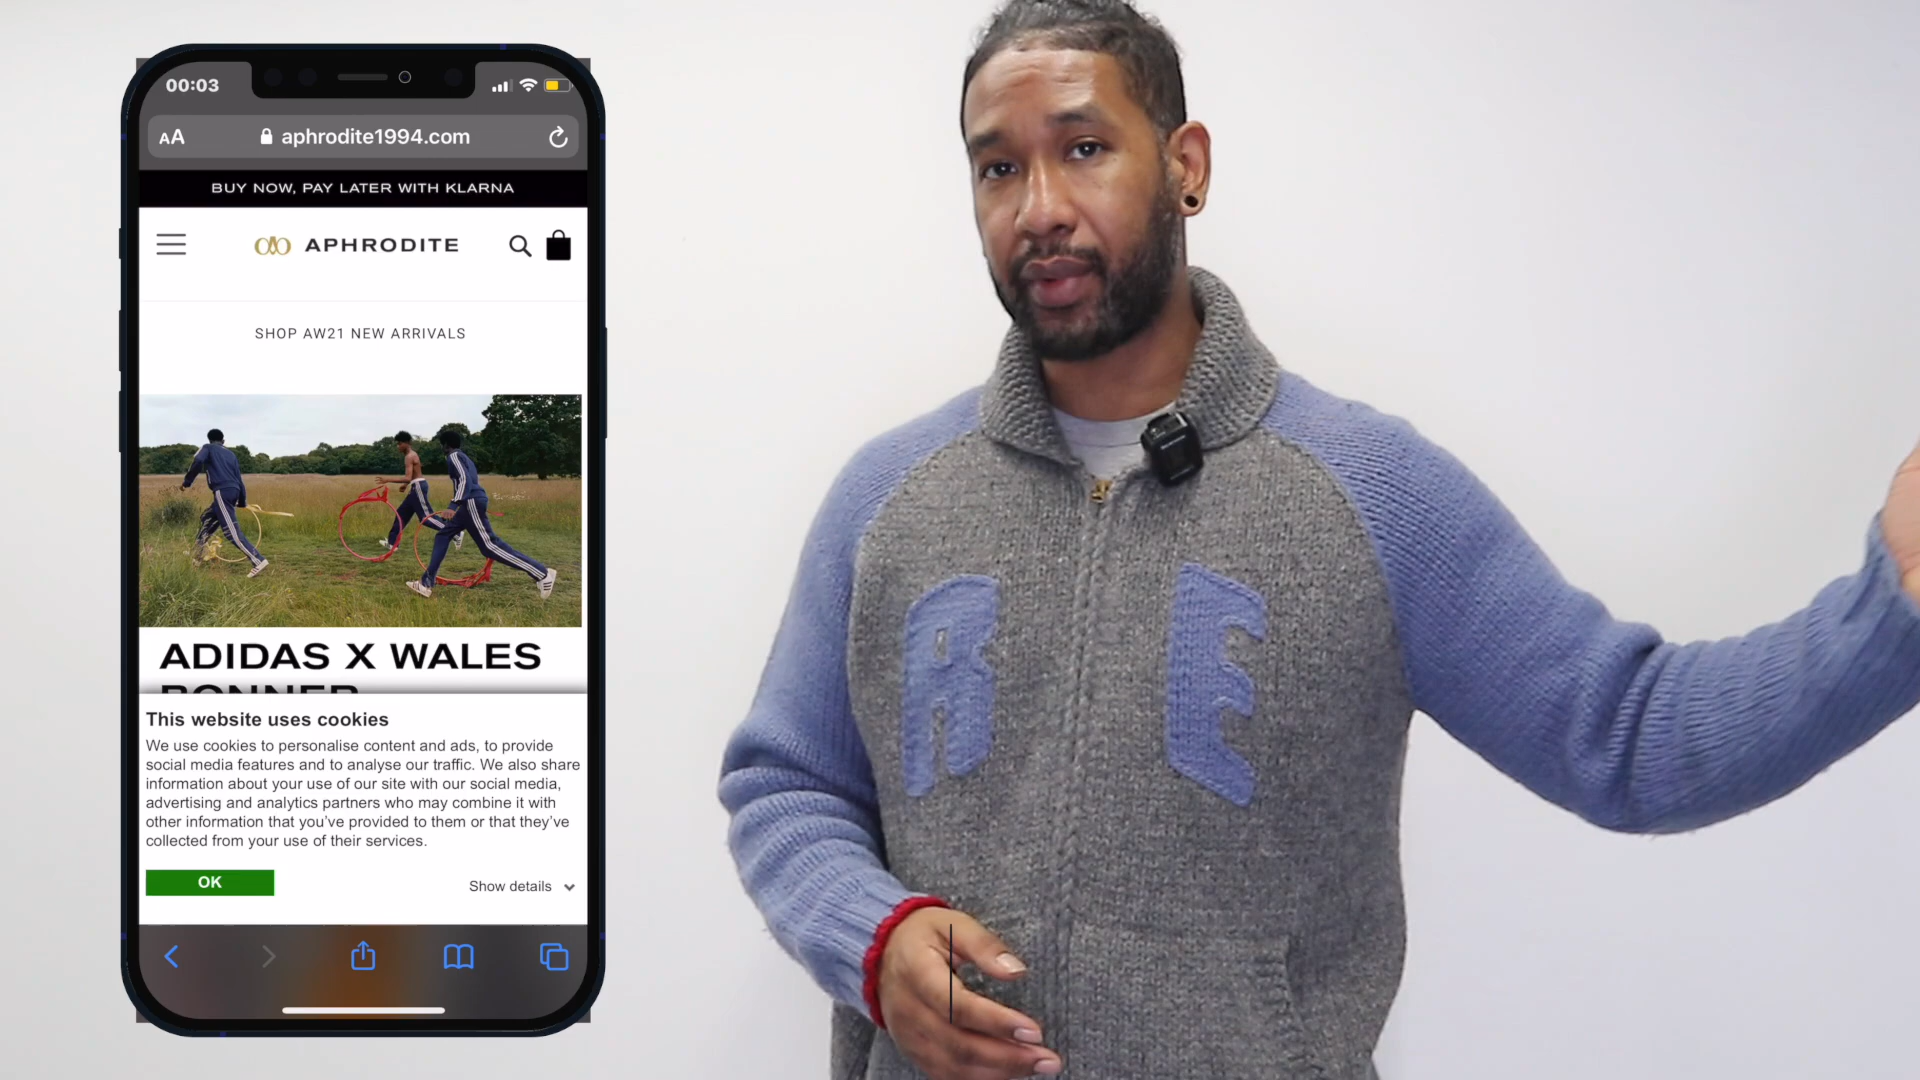 00:03
AA
aphrodite1994.com
BUY NOW, PAY LATER WITH KLARNA
APHRODITE
SHOP AW21 NEW ARRIVALS
ADIDAS X WALES
BONNER
This website uses cookies
We use cookies to personalise content and ads, to provide
social media features and to analyse our traffic. We also share
information about your use of our site with our social media,
advertising and analytics partners who may combine it with
other information that you've provided to them or that they've
collected from your use of their services.
OK
Show details
R E